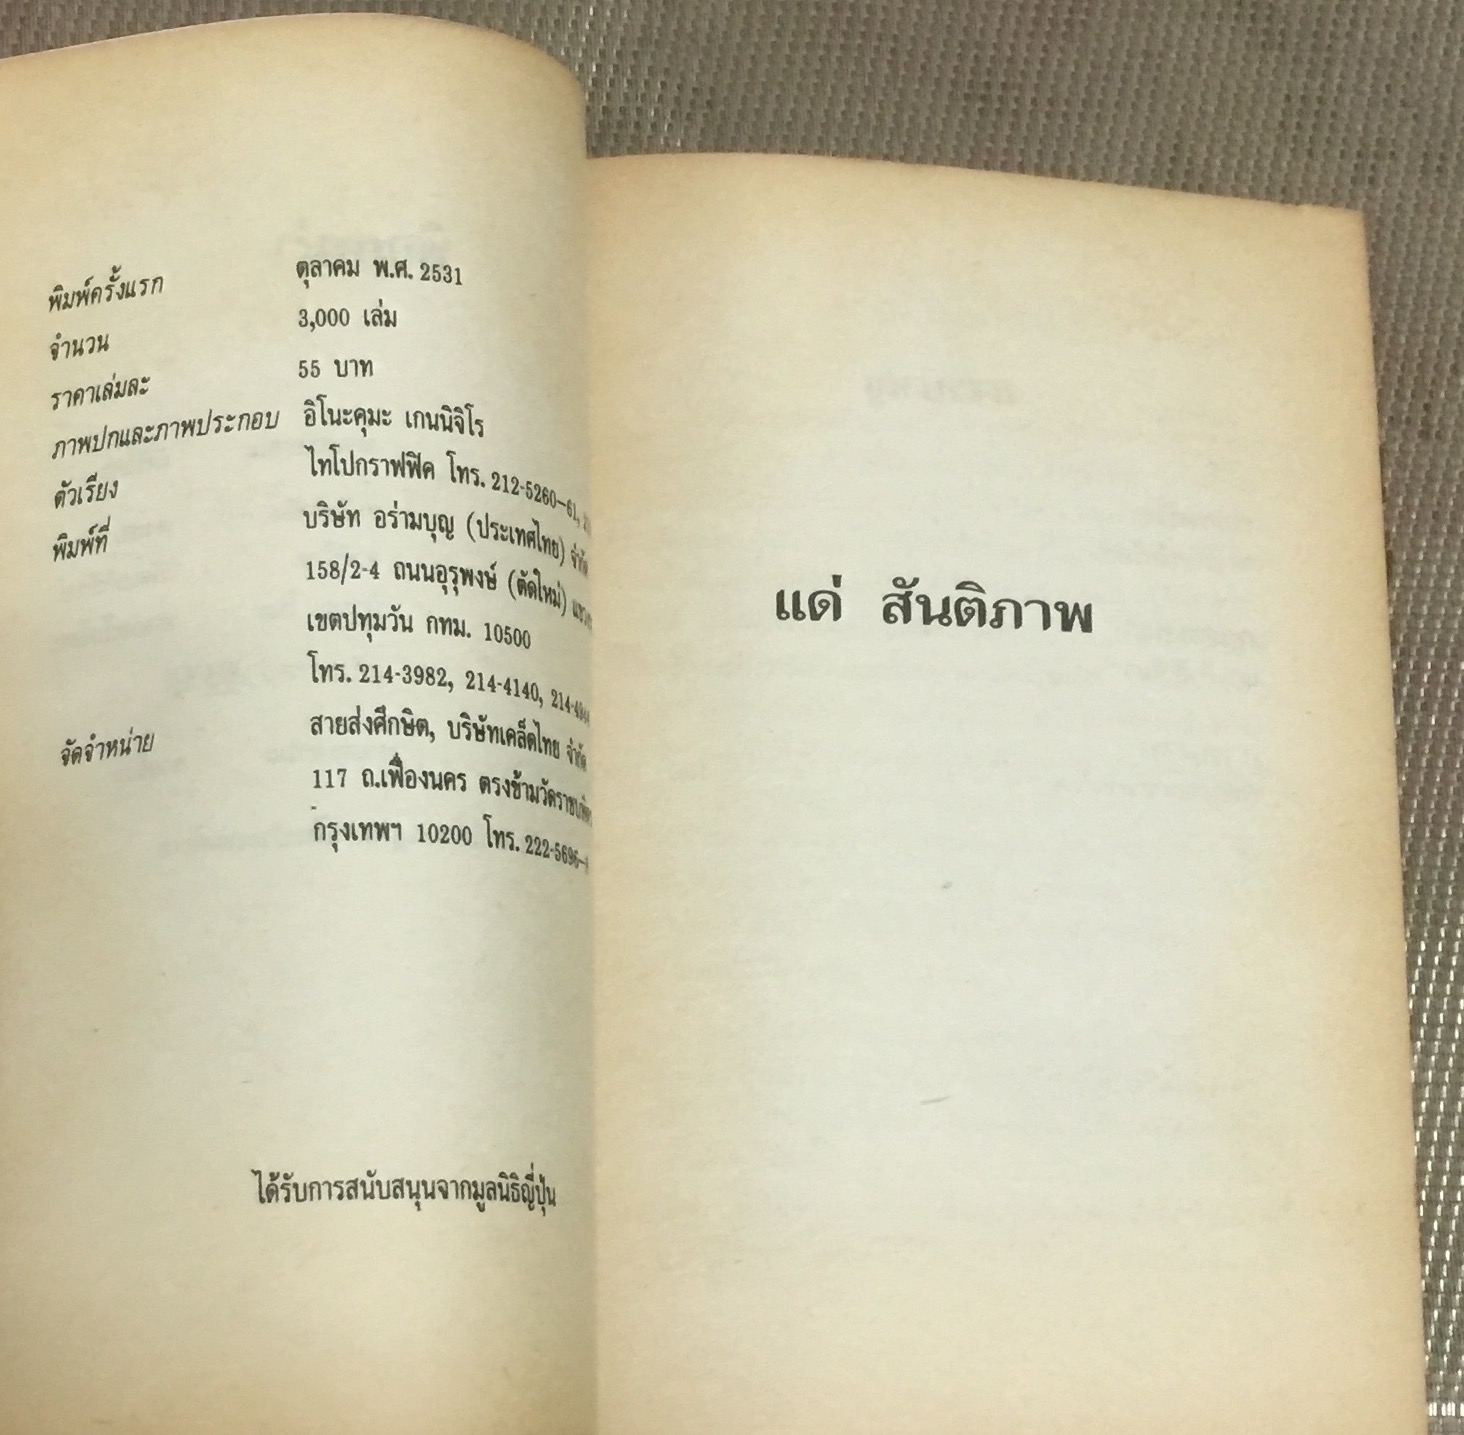 พิมพ์ครั้งแรก ตุลาคม พ.ศ. 2531
จำนวน 3,000 เล่ม
ราคาเล่มละ 55 บาท
ภาพปกและภาพประกอบ อิโนะคุมะ เกนนิจิโร
ตัวเรียง ไทโปกราฟฟิค โทร. 212-5260–61,
พิมพ์ที่ บริษัท อร่ามบุญ (ประเทศไทย) จำกัด
158/2-4 ถนนอุรุพงษ์ (ตัดใหม่)
เขตปทุมวัน กทม. 10500
โทร. 214-3982, 214-4140,
จัดจำหน่าย สายส่งศึกษิต, บริษัทเคล็ดไทย จำกัด
117 ถ.เฟื่องนคร ตรงข้ามวัดราชบพิตร
กรุงเทพฯ 10200 โทร. 222-5696–
ได้รับการสนับสนุนจากมูลนิธิญี่ปุ่น
แด่ สันติภาพ